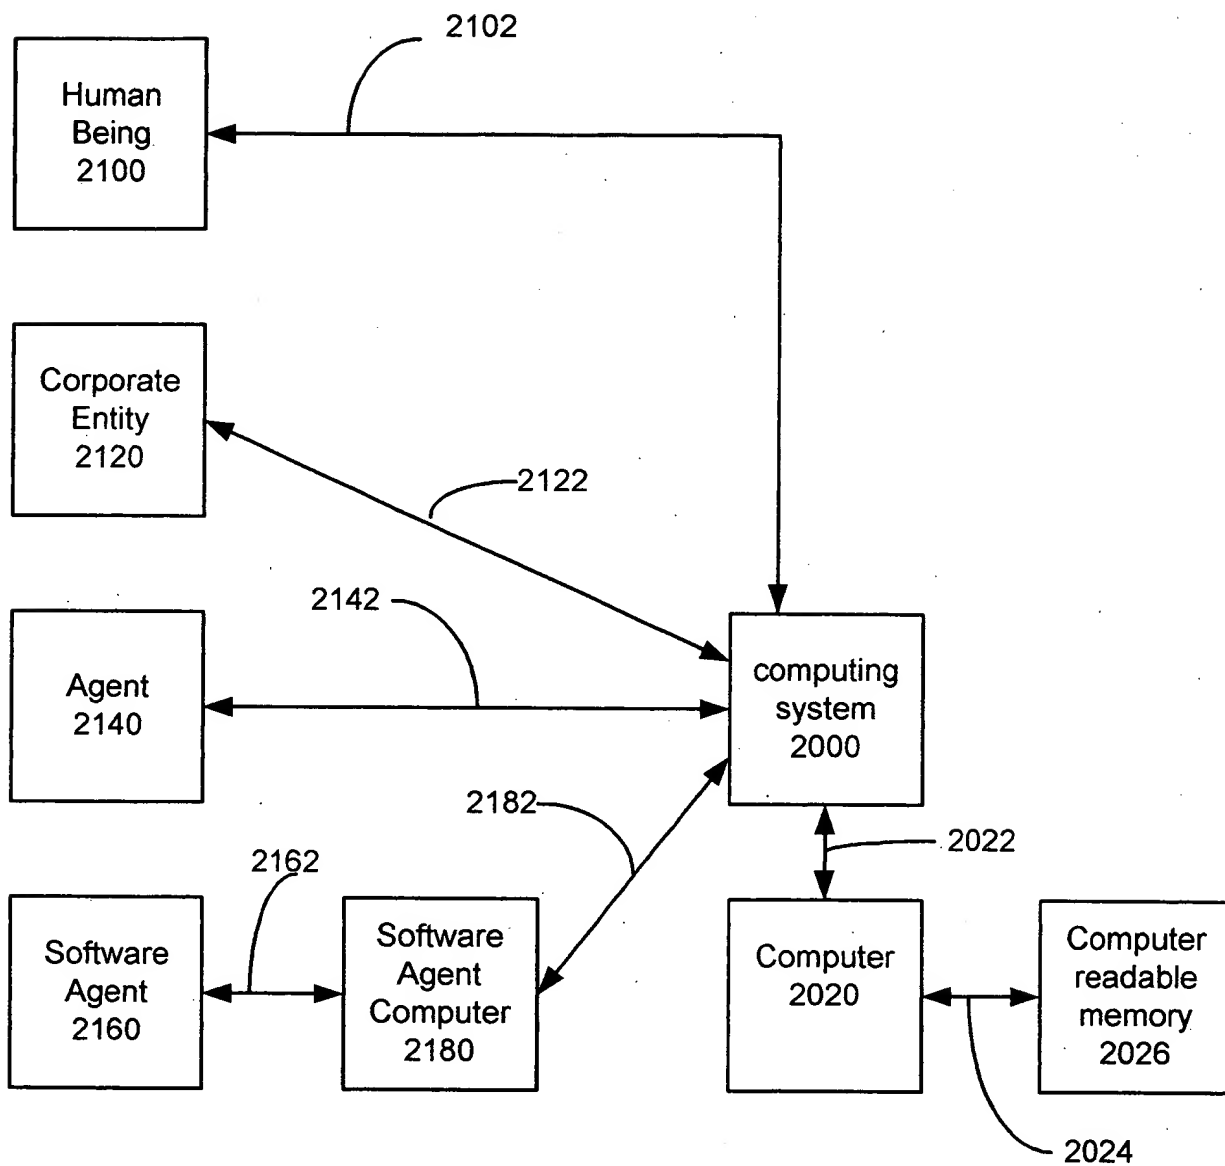 2102
Human
Being
2100
Corporate
Entity
2120
2122
2142
Agent
2140
computing
system
2000
2182
2022
2162
Software
Agent
2160
Software
Agent
Computer
2180
Computer
2020
Computer
readable
memory
2026
2024